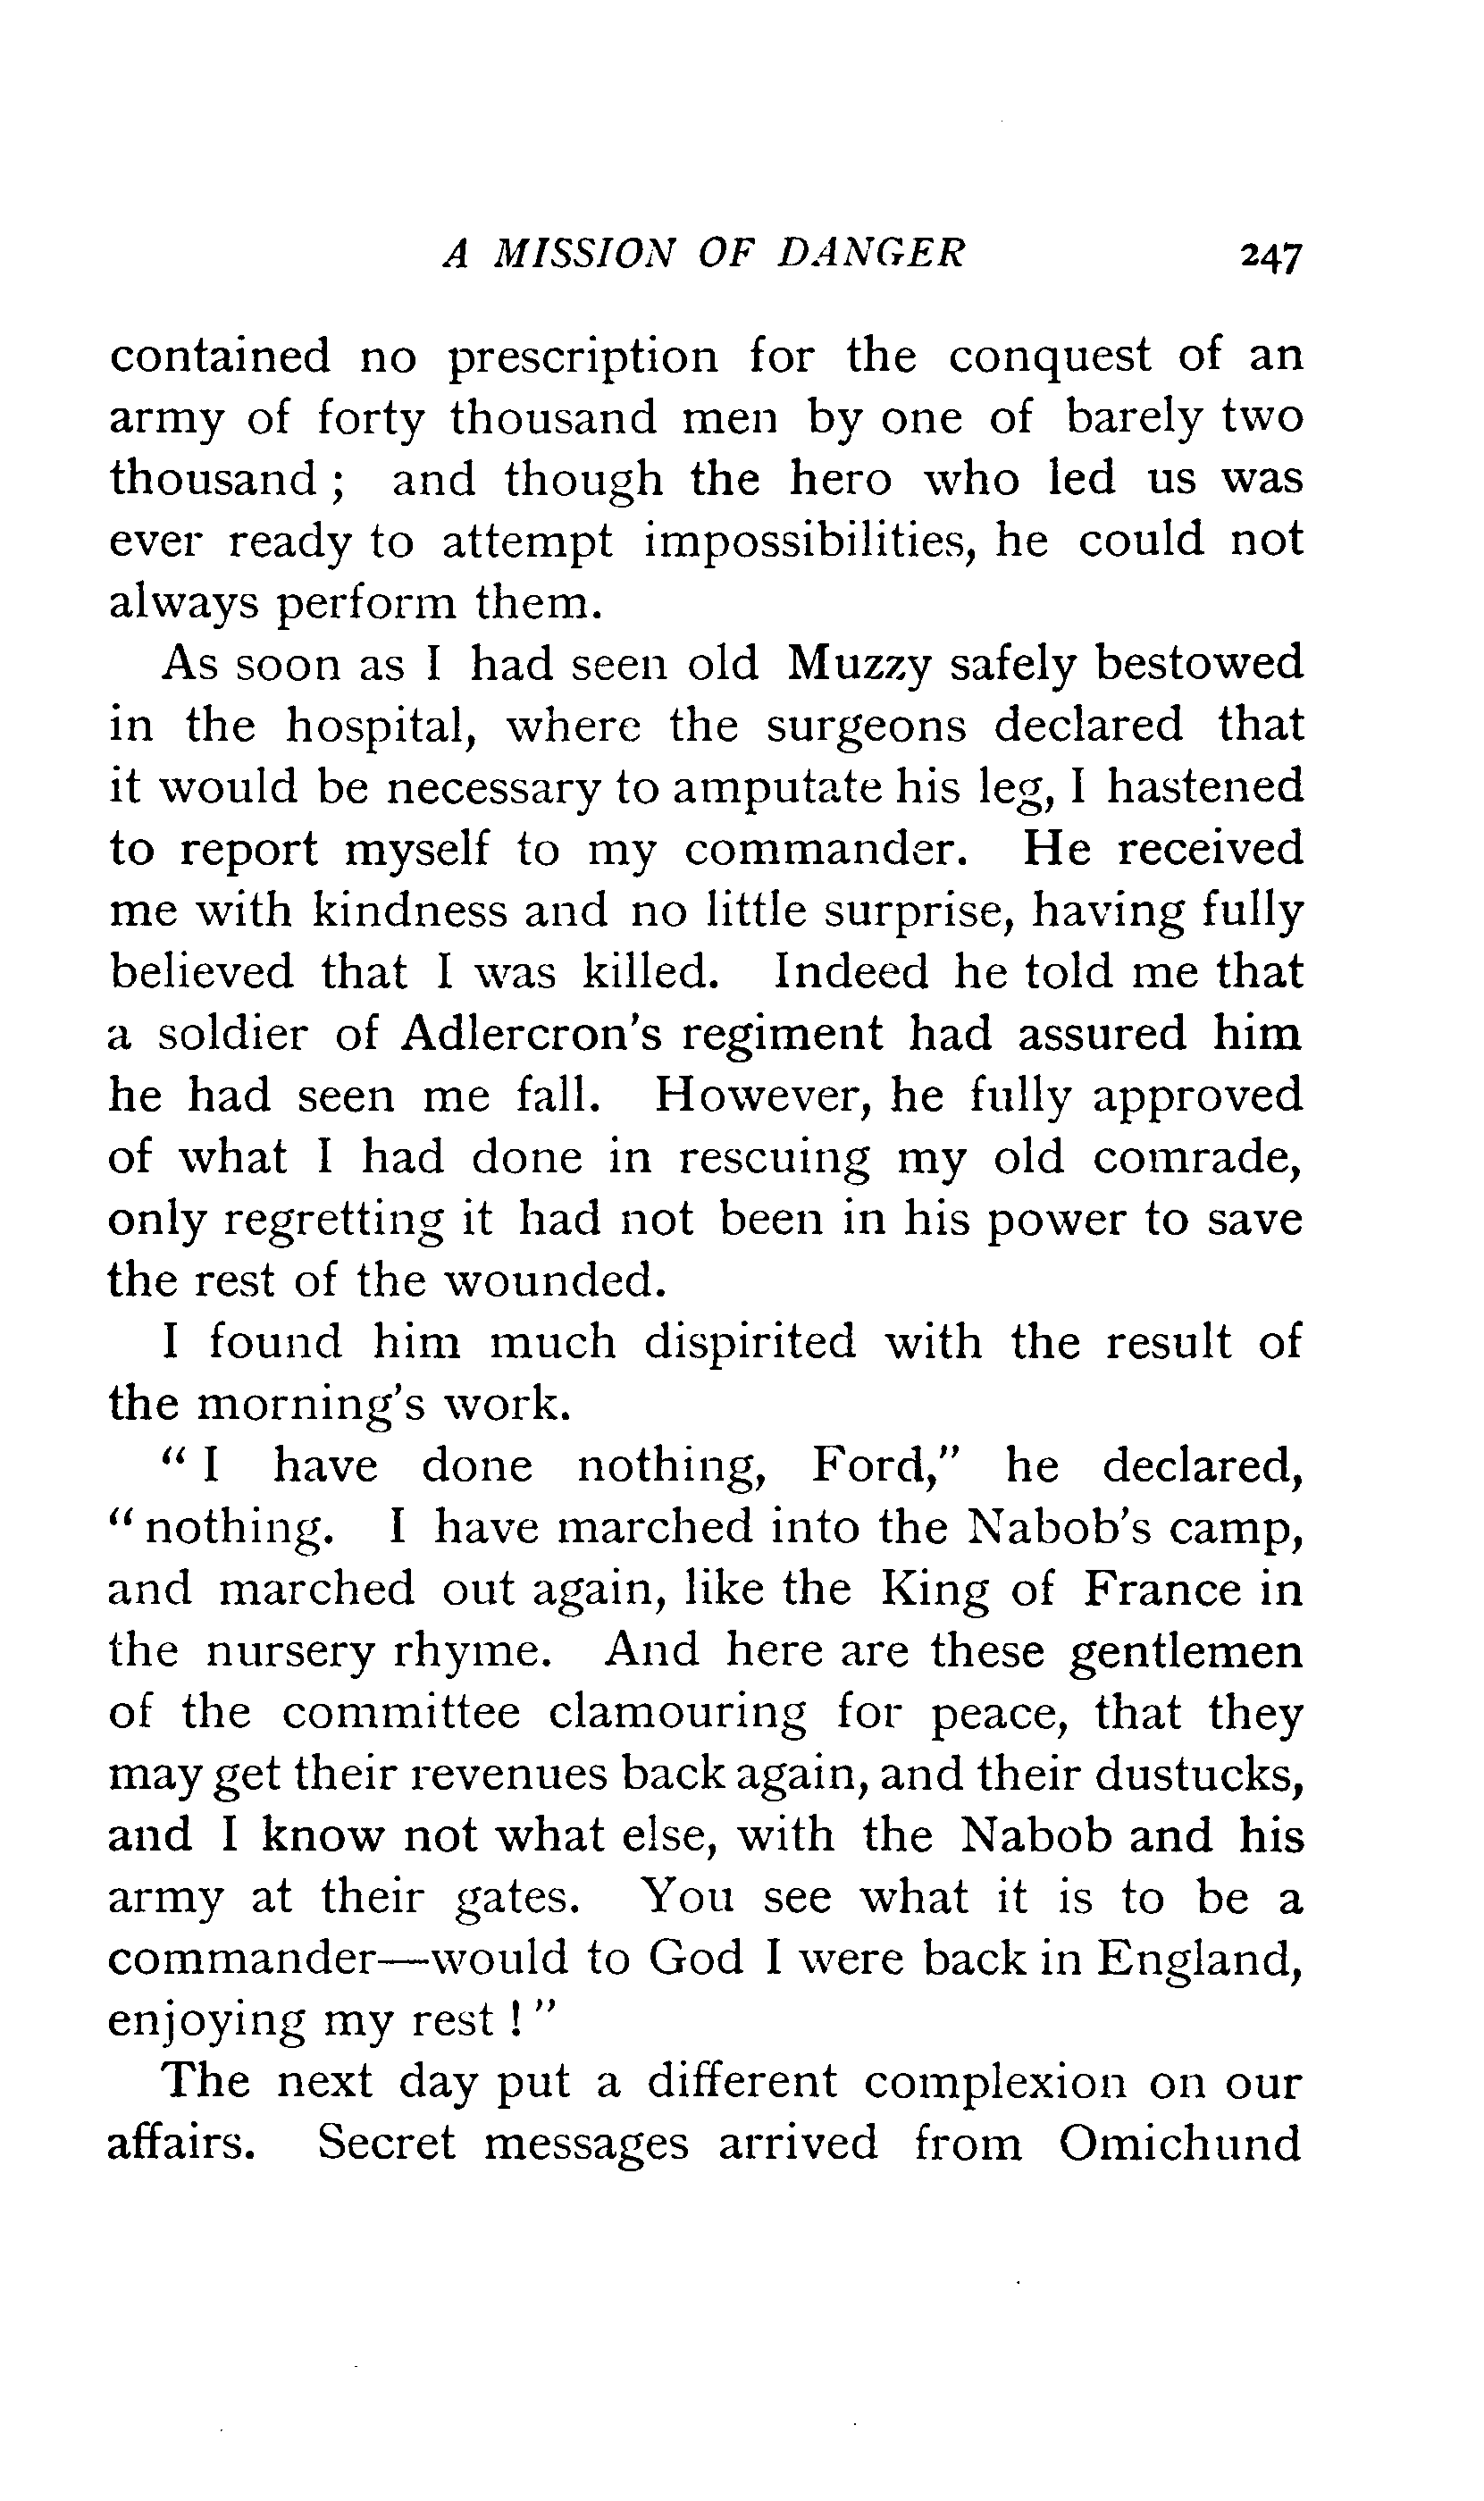 A MISSION OF DANGER 247
contained no prescription for the conquest of an
army of forty thousand men by one of barely two
thousand ; and though the hero who led us was
ever ready to attempt impossibilities, he could not
always perform them.
As soon as I had seen old Muzzy safely bestowed
in the hospital, where the surgeons declared that
it would be necessary to amputate his leg, I hastened
to report myself to my commander. He received
me with kindness and no little surprise, having fully
believed that I was killed. Indeed he told me that
a soldier of Adlercron's regiment had assured him
he had seen me fall. However, he fully approved
of what I had done in rescuing my old comrade,
only regretting it had not been in his power to save
the rest of the wounded.
I found him much dispirited with the result of
the morning's work.
" I have done nothing, Ford," he declared,
" nothing. I have marched into the Nabob's camp,
and marched out again, like the King of France in
the nursery rhyme. And here are these gentlemen
of the committee clamouring for peace, that they
may get their revenues back again, and their dustucks,
and I know not what else, with the Nabob and his
army at their gates. You see what it is to be a
commander—would to God I were back in England,
enjoying my rest ! "
The next day put a different complexion on our
affairs. Secret messages arrived from Omichund